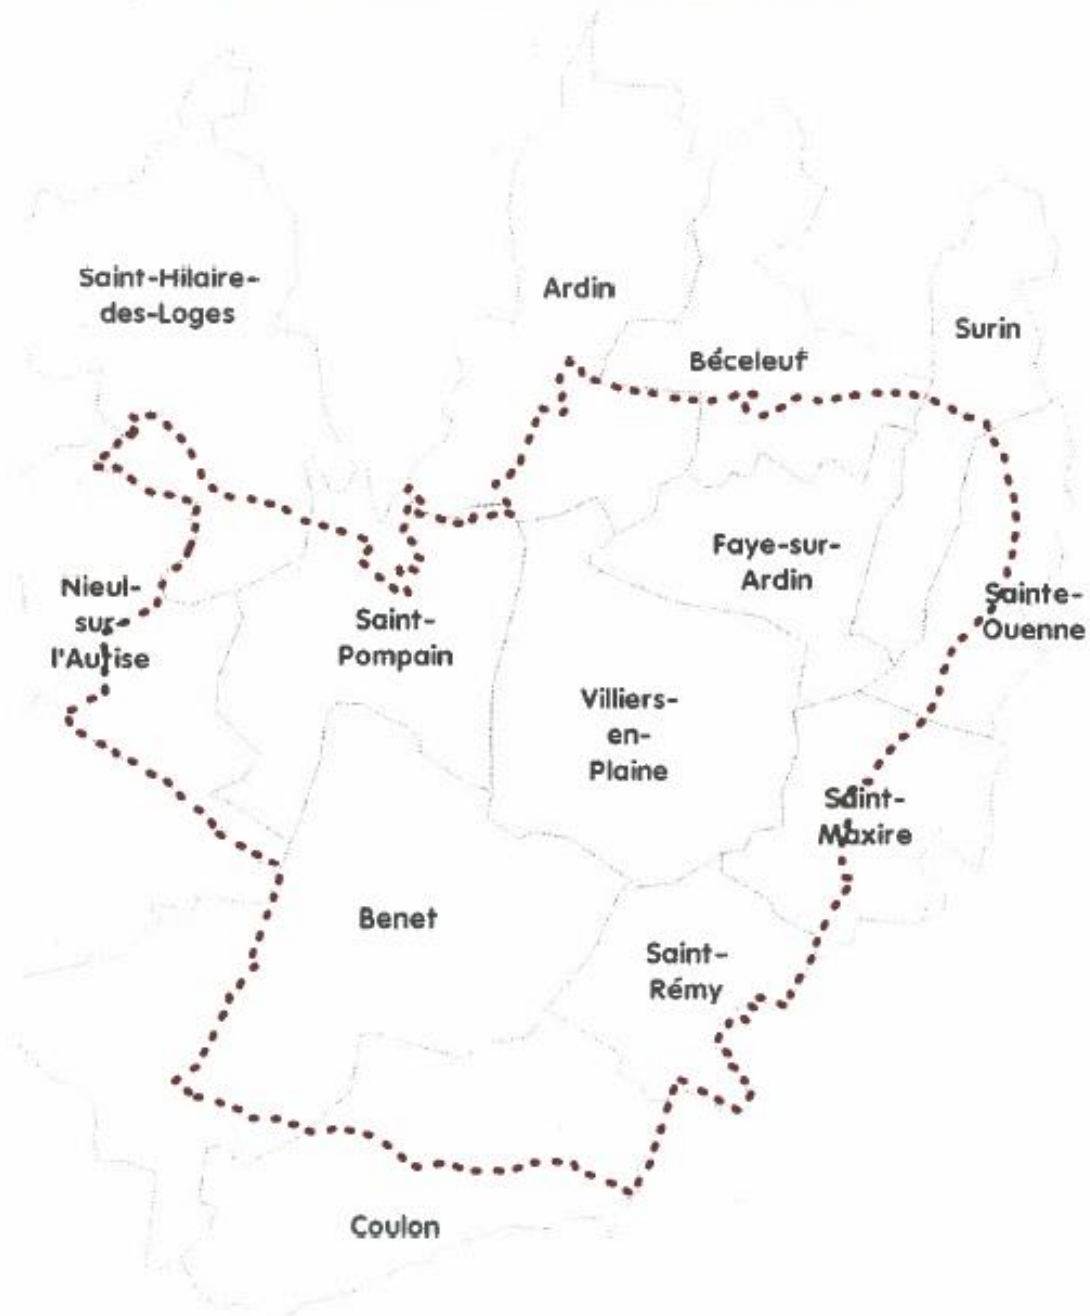 Saint-Hilaire-
des-Loges
Ardin
Surin
Béceleuf
Faye-sur-
Ardin
Nieul-
sur-
l'Autise
Sainte-
Ouenne
Saint-
Pompain
Villiers-
en-
Plaine
Saint-
Maxire
Benet
Saint-
Rémy
Coulon